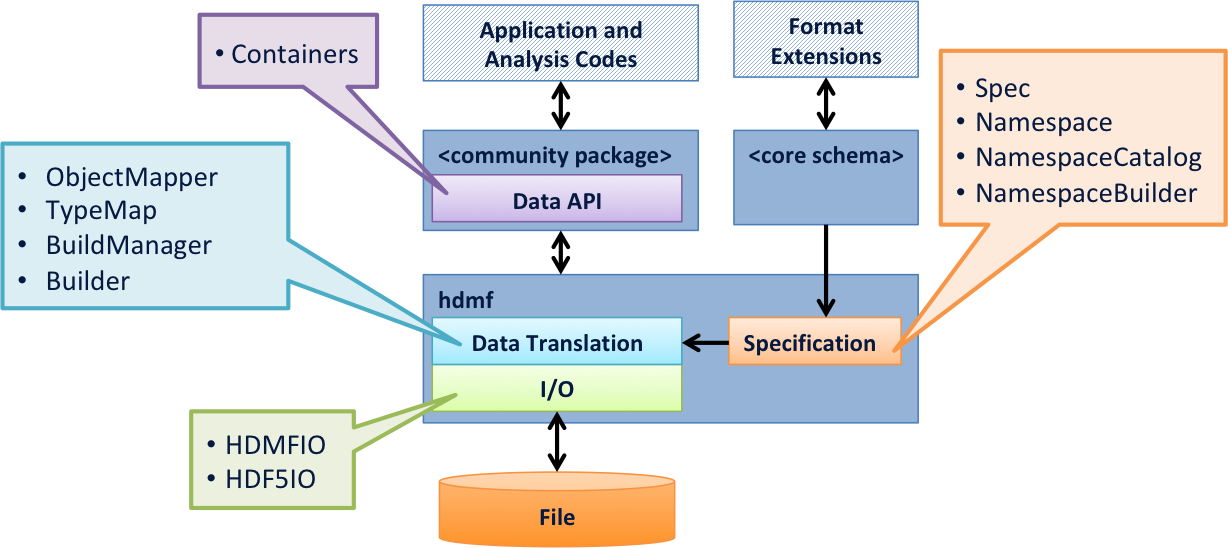 Application and
Analysis Codes
Format
Extensions
• Containers
• Spec
• Namespace
• NamespaceCatalog
• NamespaceBuilder
<community package>
Data API
<core schema>
• ObjectMapper
• TypeMap
• BuildManager
• Builder
hdmf
Data Translation
Specification
I/O
• HDMFIO
• HDF5IO
File